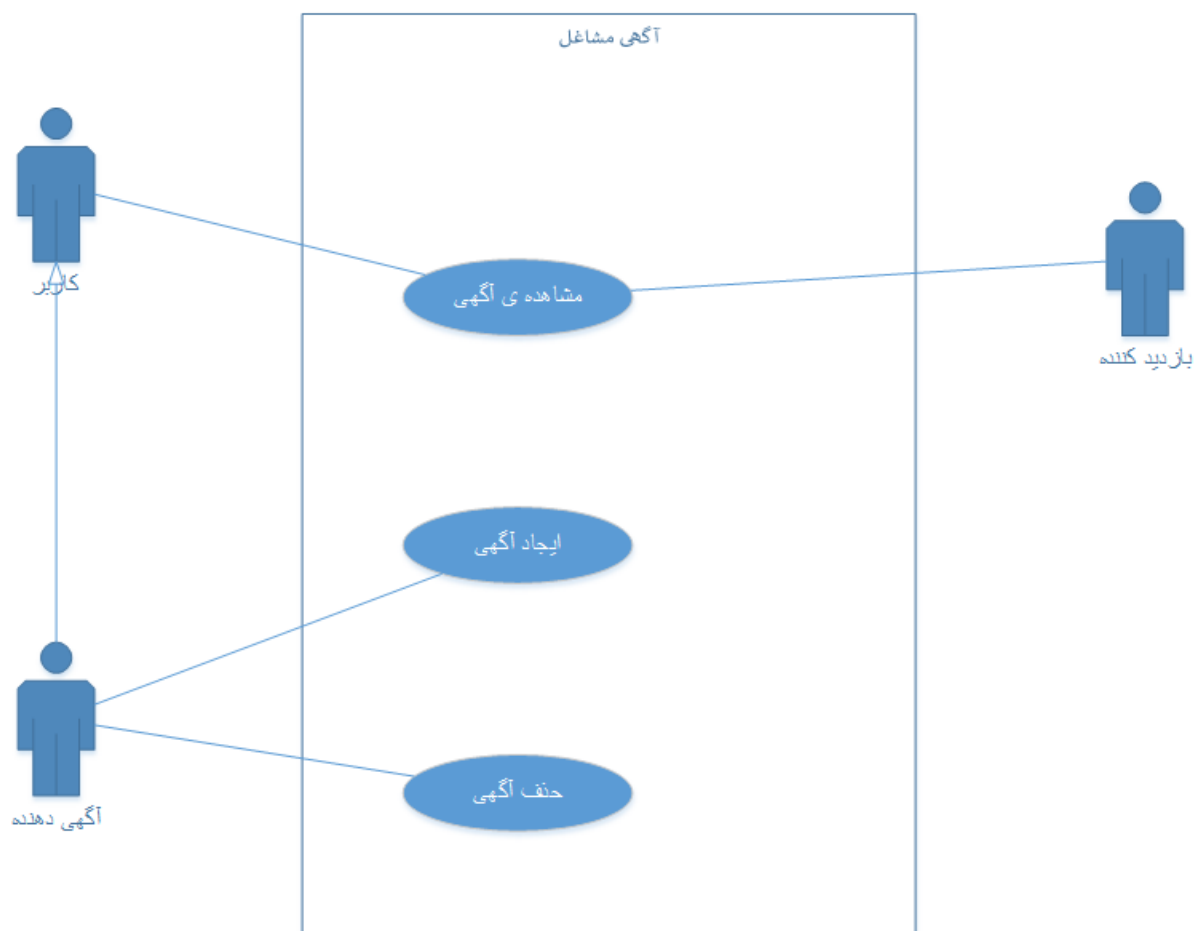 آگهی مشاغل
کاربر
مشاهده ی آگهی
بازدید کننده
ایجاد آگهی
حذف آگهی
آگهی دهنده